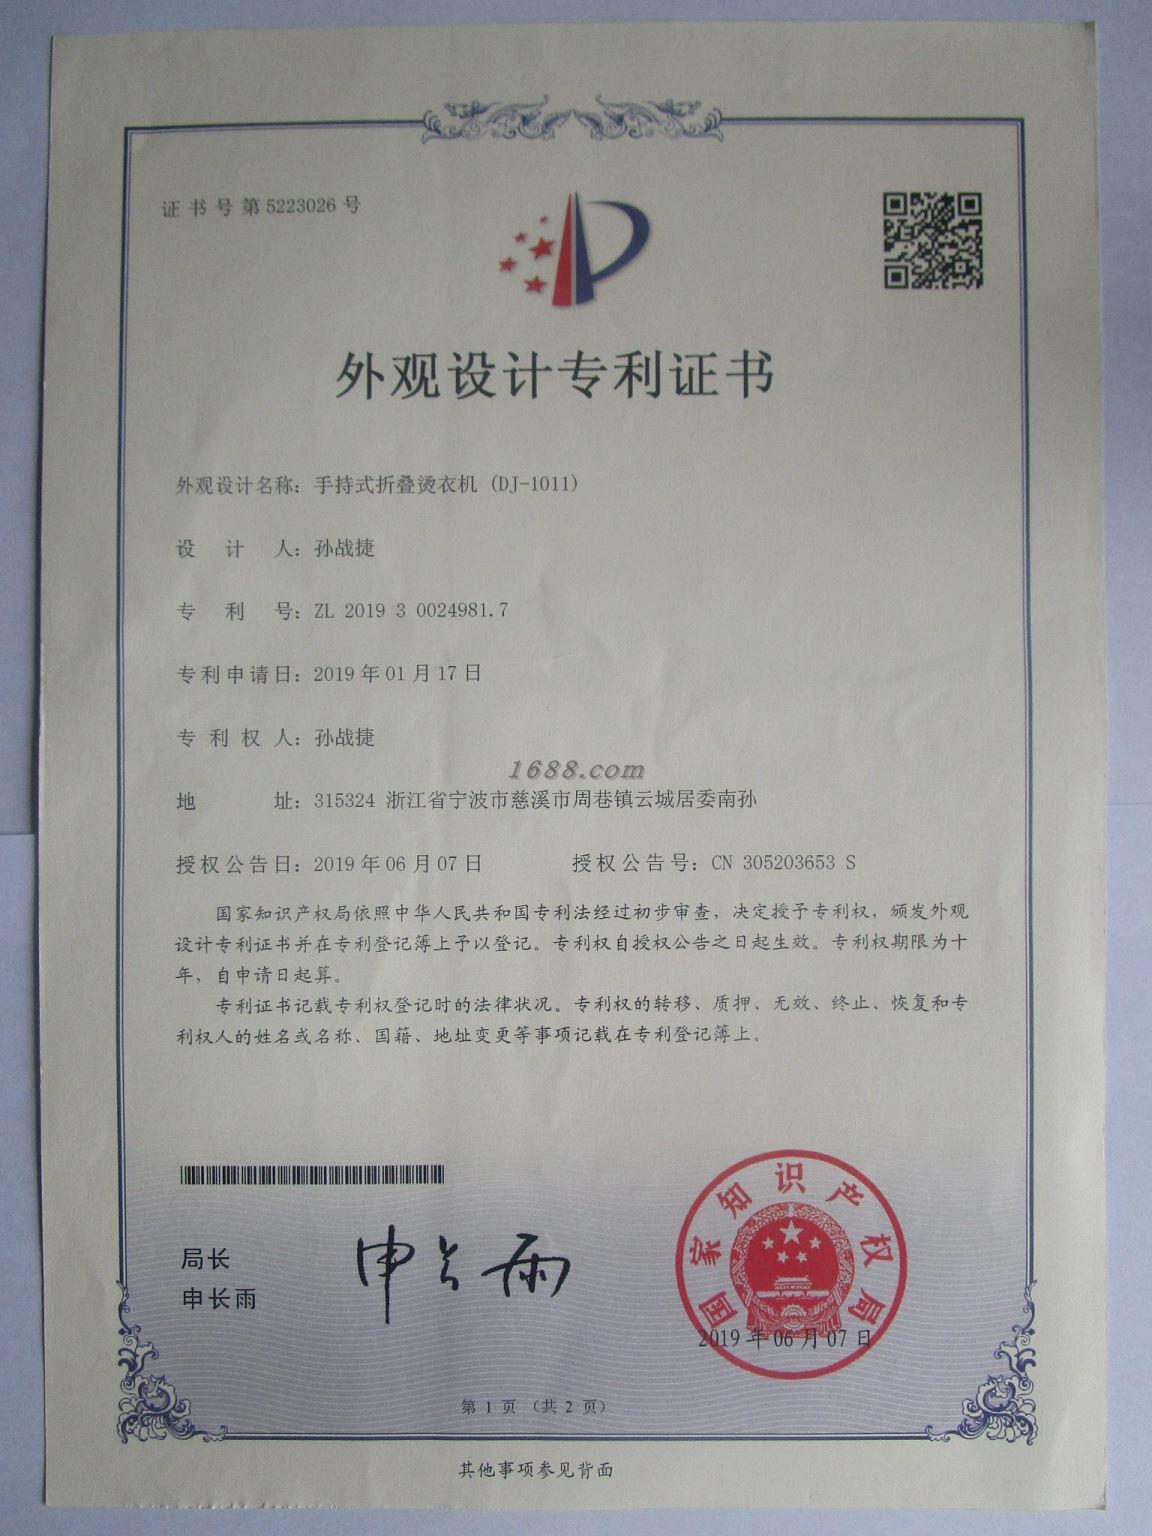 证书号第5223026号
外观设计专利证书
外观设计名称：手持式折叠烫衣机（DJ-1011）
设计人：孙战捷
专利号：ZL 2019 3 0024981.7
专利申请日：2019年01月17日
专利权人：孙战捷
1688.com
地址：315324 浙江省宁波市慈溪市周巷镇云城居委南孙
授权公告日：2019年06月07日 授权公告号：CN 305203653 S
国家知识产权局依照中华人民共和国专利法经过初步审查，决定授予专利权，颁发外观
设计专利证书并在专利登记簿上予以登记。专利权自授权公告之日起生效。专利权期限为十
年，自申请日起算。
专利证书记载专利权登记时的法律状况。专利权的转移、质押、无效、终止、恢复和专
利权人的姓名或名称、国籍、地址变更等事项记载在专利登记簿上。
局长
申长雨
申长雨
国家知识产权局
2019年06月07日
第1页（共2页）
其他事项参见背面